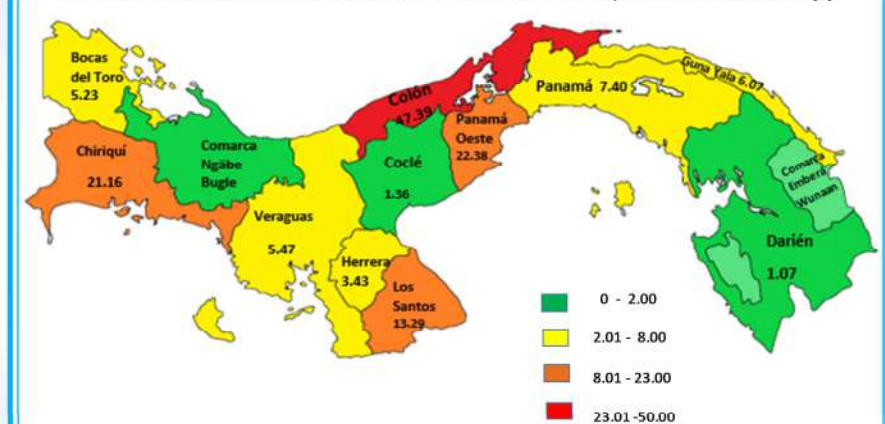 Bocas
del Toro
5.23
Chiriquí
21.16
Comarca
Ngäbe
Bugle
Veraguas
5.47
Colón
47.39
Coclé
1.36
Herrera
3.43
Los
Santos
13.29
Panamá
Oeste
22.38
Panamá 7.40
Guna Yala 6.07
Comarca
Emberá
Wunaan
Darién
1.07
0 - 2.00
2.01 - 8.00
8.01 - 23.00
23.01 -50.00